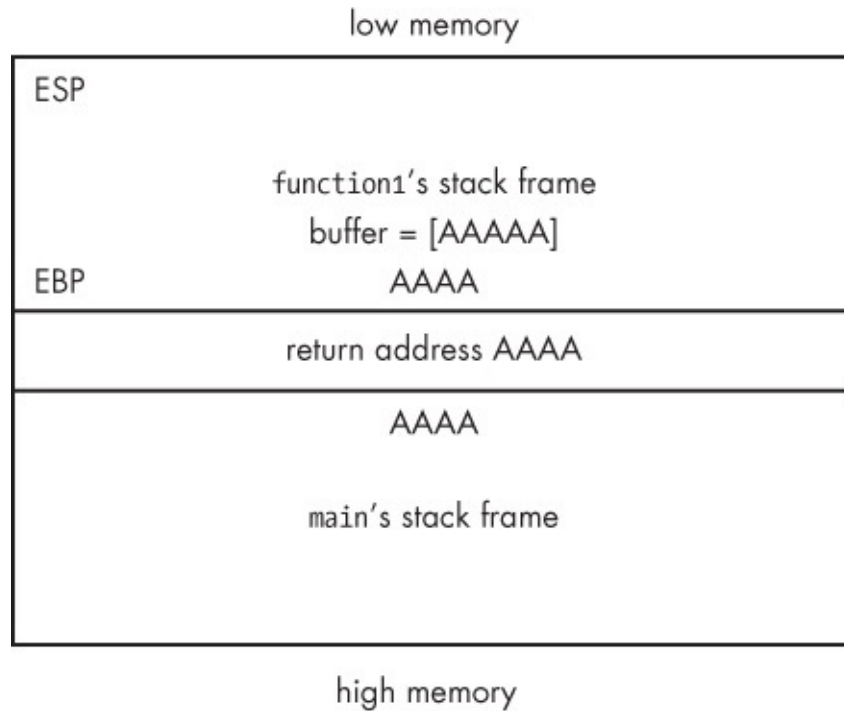 low memory
ESP
function1's stack frame
buffer = [AAAAA]
EBP AAAA
return address AAAA
AAAA
main's stack frame
high memory